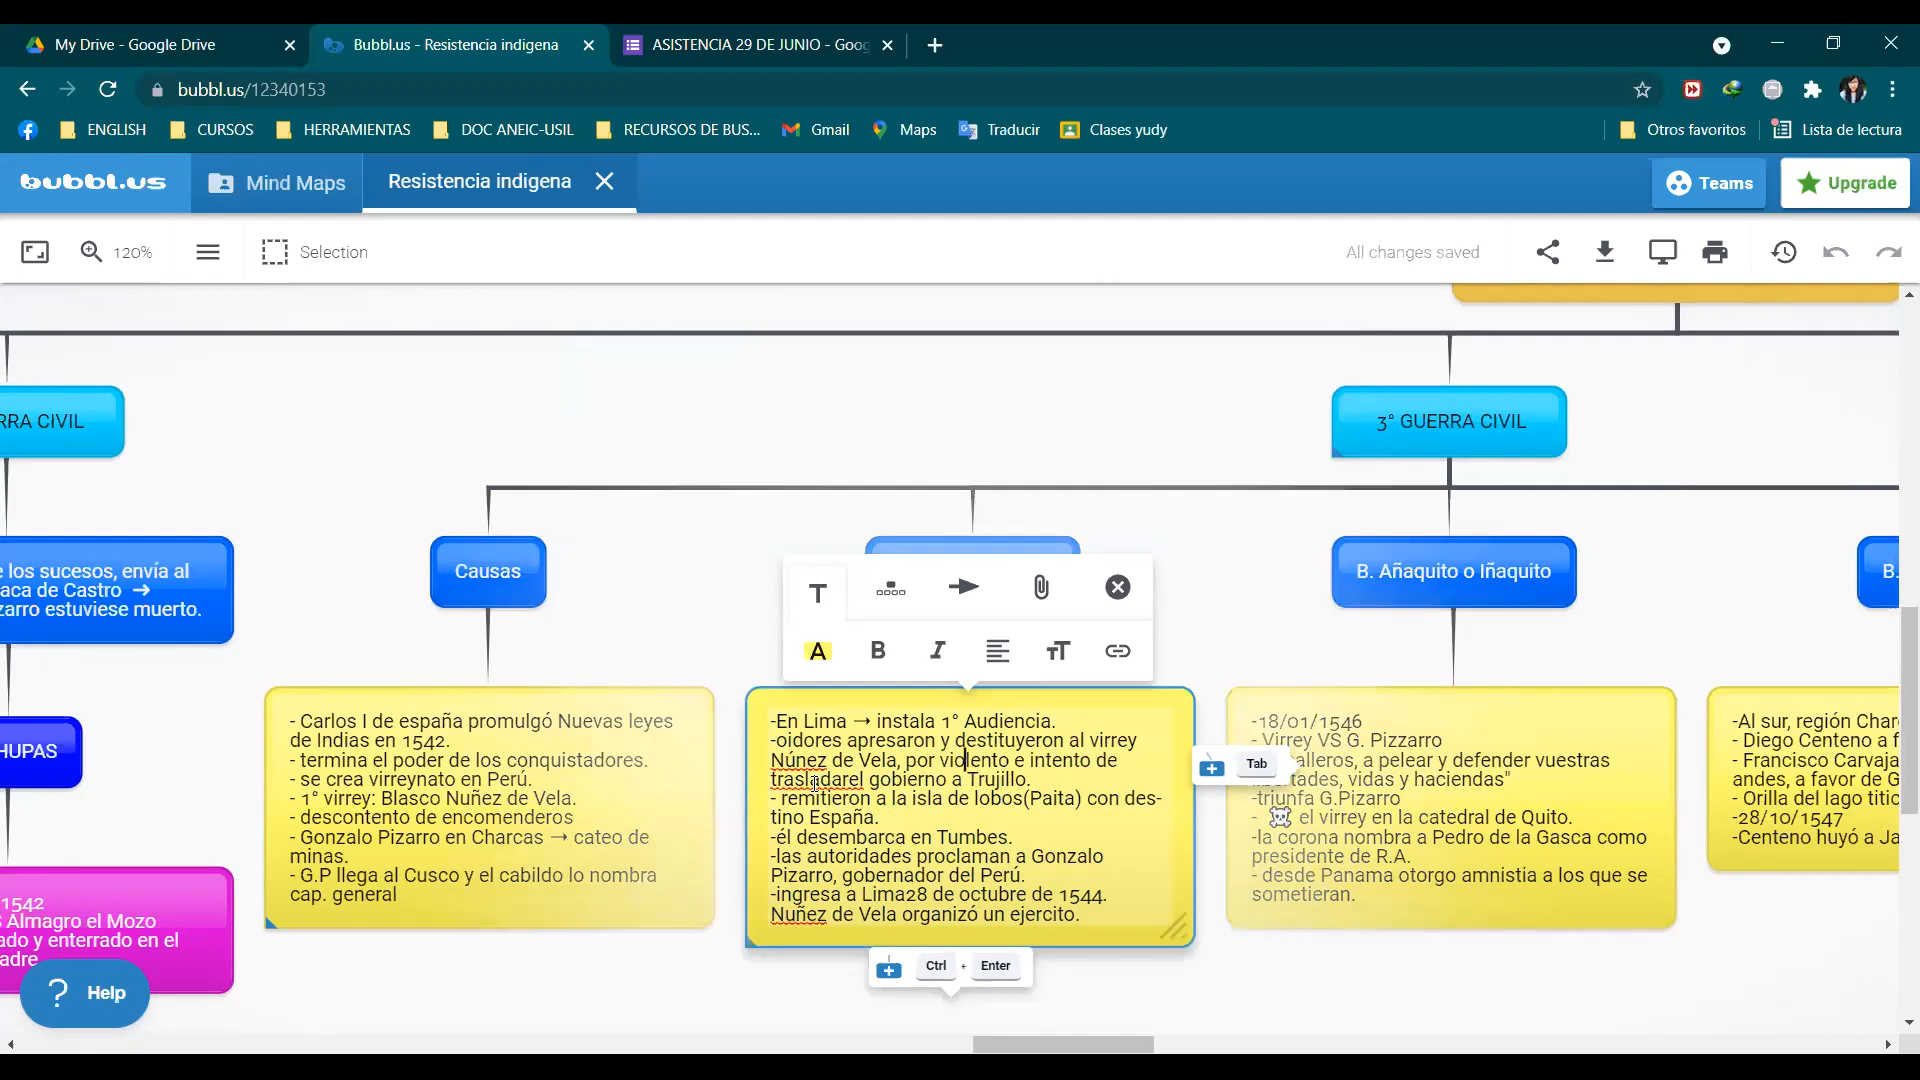 My Drive - Google Drive
Bubbl.us - Resistencia indigena
ASISTENCIA 29 DE JUNIO - Goog
bubbl.us/12340153
ENGLISH
CURSOS
HERRAMIENTAS
DOC ANEIC-USIL
RECURSOS DE BUS...
Gmail
Maps
Traducir
Clases yudy
Otros favoritos
Lista de lectura
bubbl.us
Mind Maps
Resistencia indigena
Teams
Upgrade
120%
Selection
All changes saved
RRA CIVIL
3° GUERRA CIVIL
e los sucesos, envía al
aca de Castro →
zarro estuviese muerto.
Causas
B. Añaquito o Iñaquito
B.
T
A B I TT
HUPAS
- Carlos I de españa promulgó Nuevas leyes
de Indias en 1542.
- termina el poder de los conquistadores.
- se crea virreynato en Perú.
- 1° virrey: Blasco Nuñez de Vela.
- descontento de encomenderos
- Gonzalo Pizarro en Charcas → cateo de
minas.
- G.P llega al Cusco y el cabildo lo nombra
cap. general
-En Lima → instala 1° Audiencia.
-oidores apresaron y destituyeron al virrey
Núñez de Vela, por violento e intento de
trasladarel gobierno a Trujillo.
- remitieron a la isla de lobos(Paita) con des-
tino España.
-él desembarca en Tumbes.
-las autoridades proclaman a Gonzalo
Pizarro, gobernador del Perú.
-ingresa a Lima28 de octubre de 1544.
Nuñez de Vela organizó un ejercito.
Tab
Ctrl + Enter
-18/01/1546
- Virrey VS G. Pizzarro
alleros, a pelear y defender vuestras
tades, vidas y haciendas"
-triunfa G.Pizarro
- ☠ el virrey en la catedral de Quito.
-la corona nombra a Pedro de la Gasca como
presidente de R.A.
- desde Panama otorgo amnistia a los que se
sometieran.
-Al sur, región Char
- Diego Centeno a f
- Francisco Carvaja
andes, a favor de G
- Orilla del lago titic
-28/10/1547
-Centeno huyó a Ja
1542
S Almagro el Mozo
ado y enterrado en el
adre
? Help